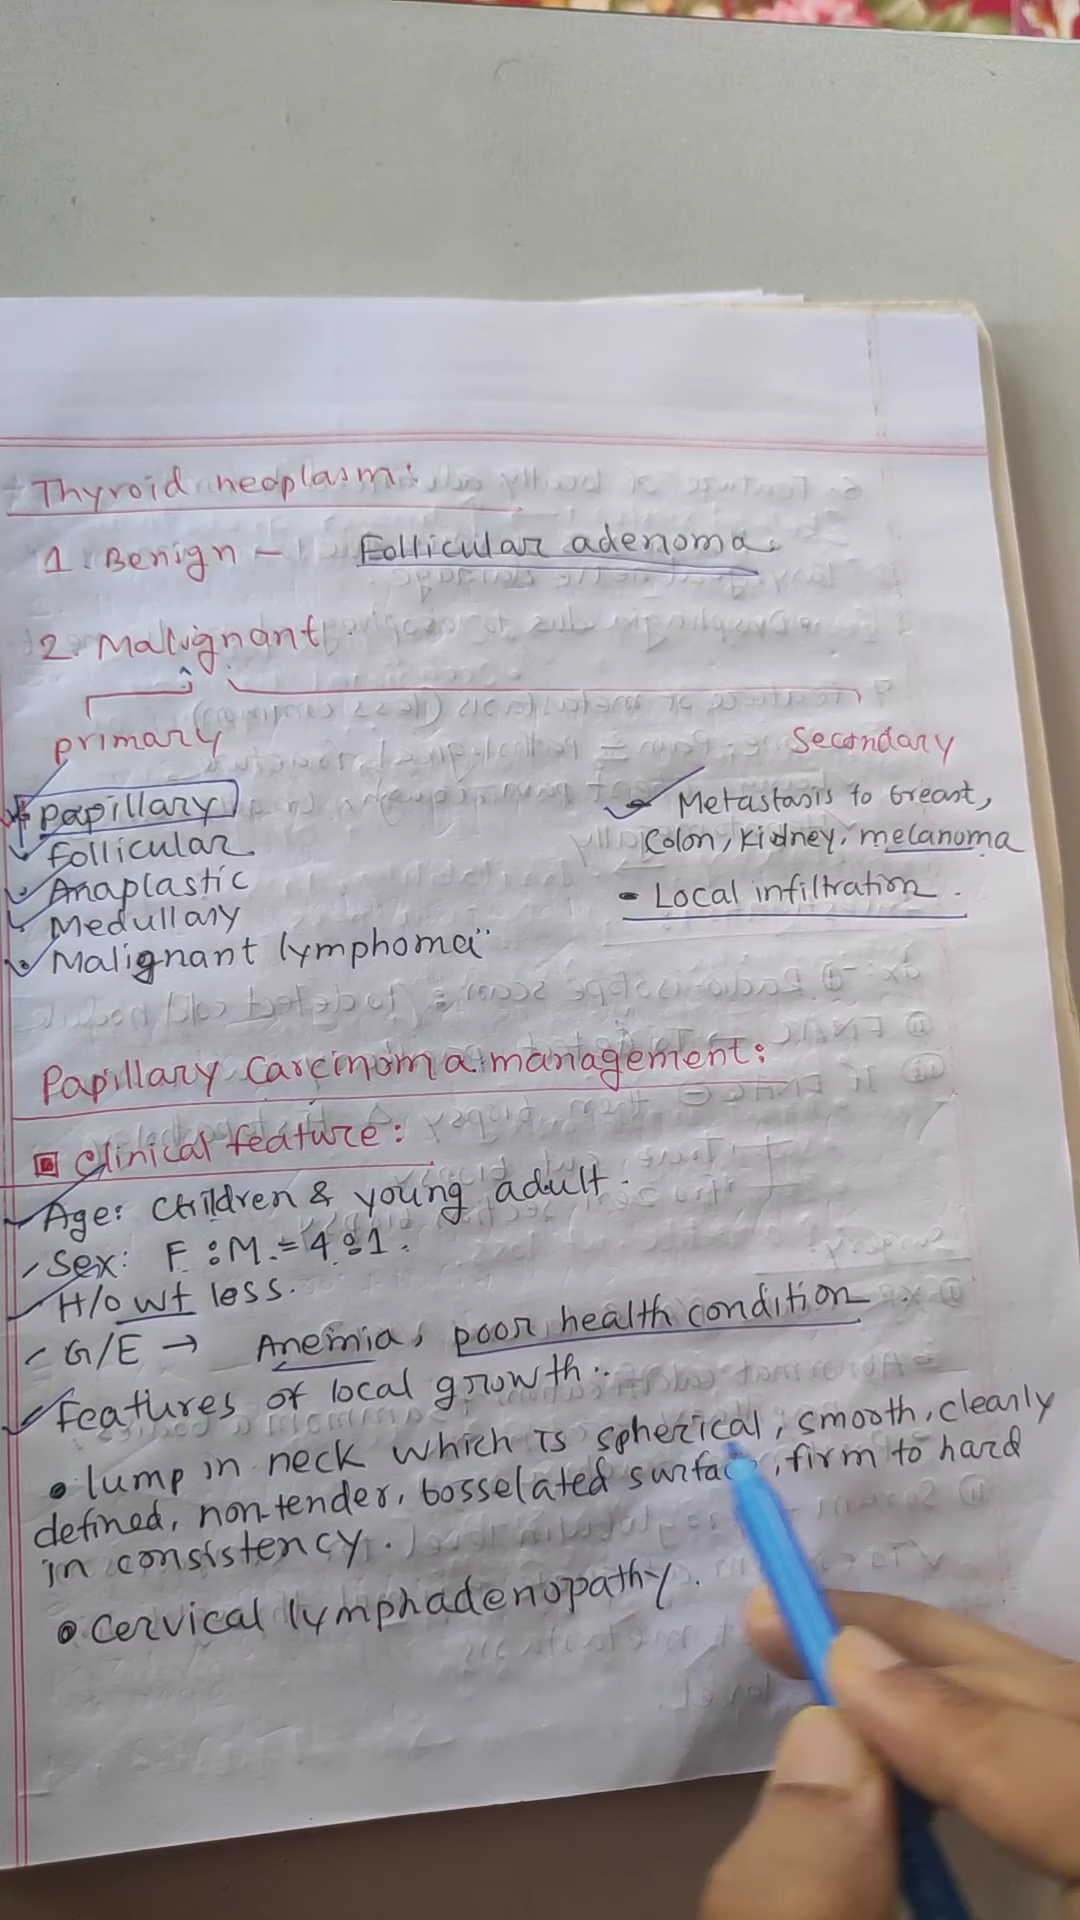 Thyroid neoplasm:
1. Benign - Follicular adenoma.
2. Malignant
primary
Secondary
Papillary
Follicular
Anaplastic
Medullary
Malignant lymphoma
- Metastasis to breast,
Colon, Kidney, melanoma
- Local infiltration.
Papillary Carcinoma management:
Clinical feature:
Age: Children & young adult.
Sex: F:M = 4:1.
H/O wt loss.
G/E → Anemia, poor health condition
Features of local growth:
• lump in neck which is spherical, smooth, clearly
defined, non-tender, bosselated surface, firm to hard
in consistency.
• Cervical lymphadenopathy.